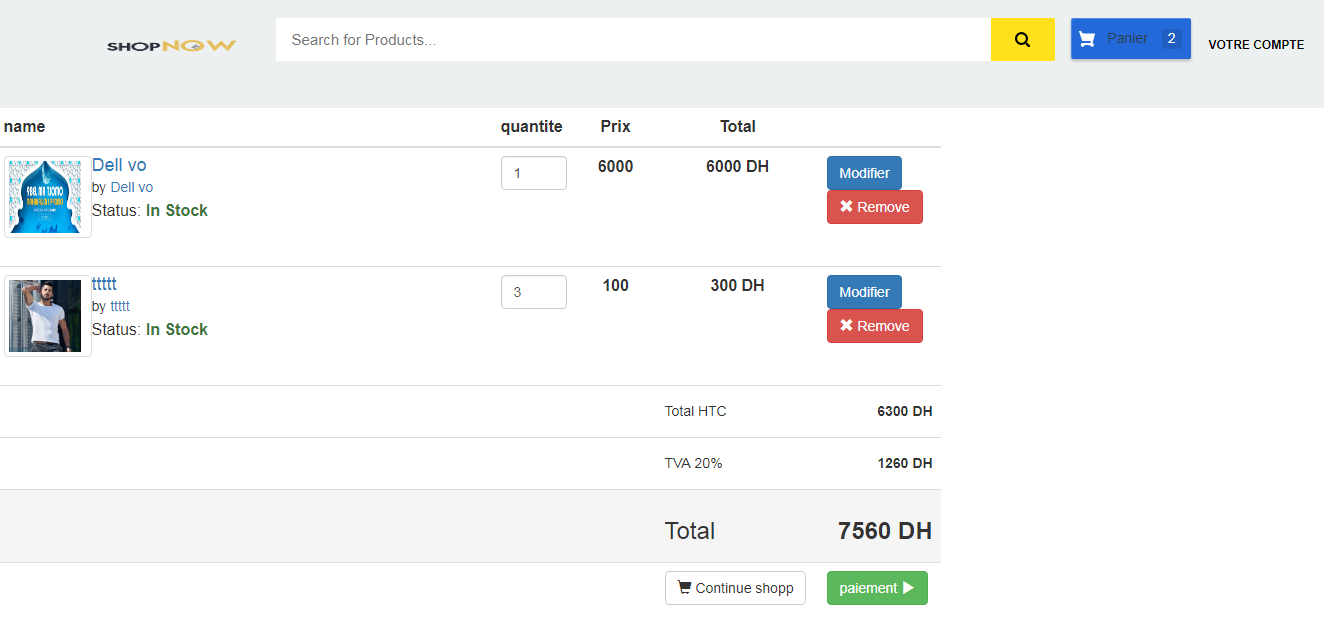 SHOPNOW
Search for Products...
Panier 2
VOTRE COMPTE
name quantite Prix Total
Dell vo 1 6000 6000 DH Modifier
by Dell vo
Status: In Stock Remove
ttttt 3 100 300 DH Modifier
by ttttt
Status: In Stock Remove
Total HTC 6300 DH
TVA 20% 1260 DH
Total 7560 DH
Continue shopp paiement